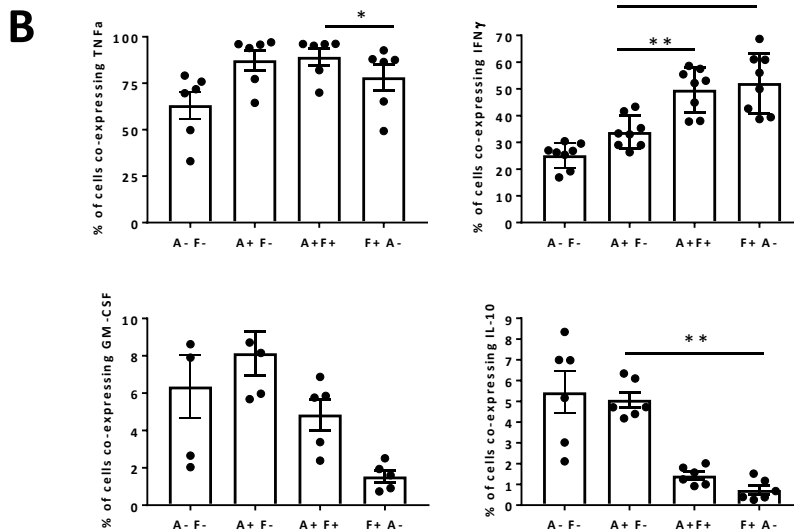 B
% of cells co-expressing TNFa
100
75
50
25
0
*
A- F-
A+ F-
A+F+
F+ A-
% of cells co-expressing IFNγ
70
60
50
40
30
20
10
0
**
A- F-
A+ F-
A+F+
F+ A-
% of cells co-expressing GM-CSF
10
8
6
4
2
0
A- F-
A+ F-
A+ F+
F+ A-
% of cells co-expressing IL-10
9
8
7
6
5
4
3
2
1
0
**
A- F-
A+ F-
A+F+
F+ A-